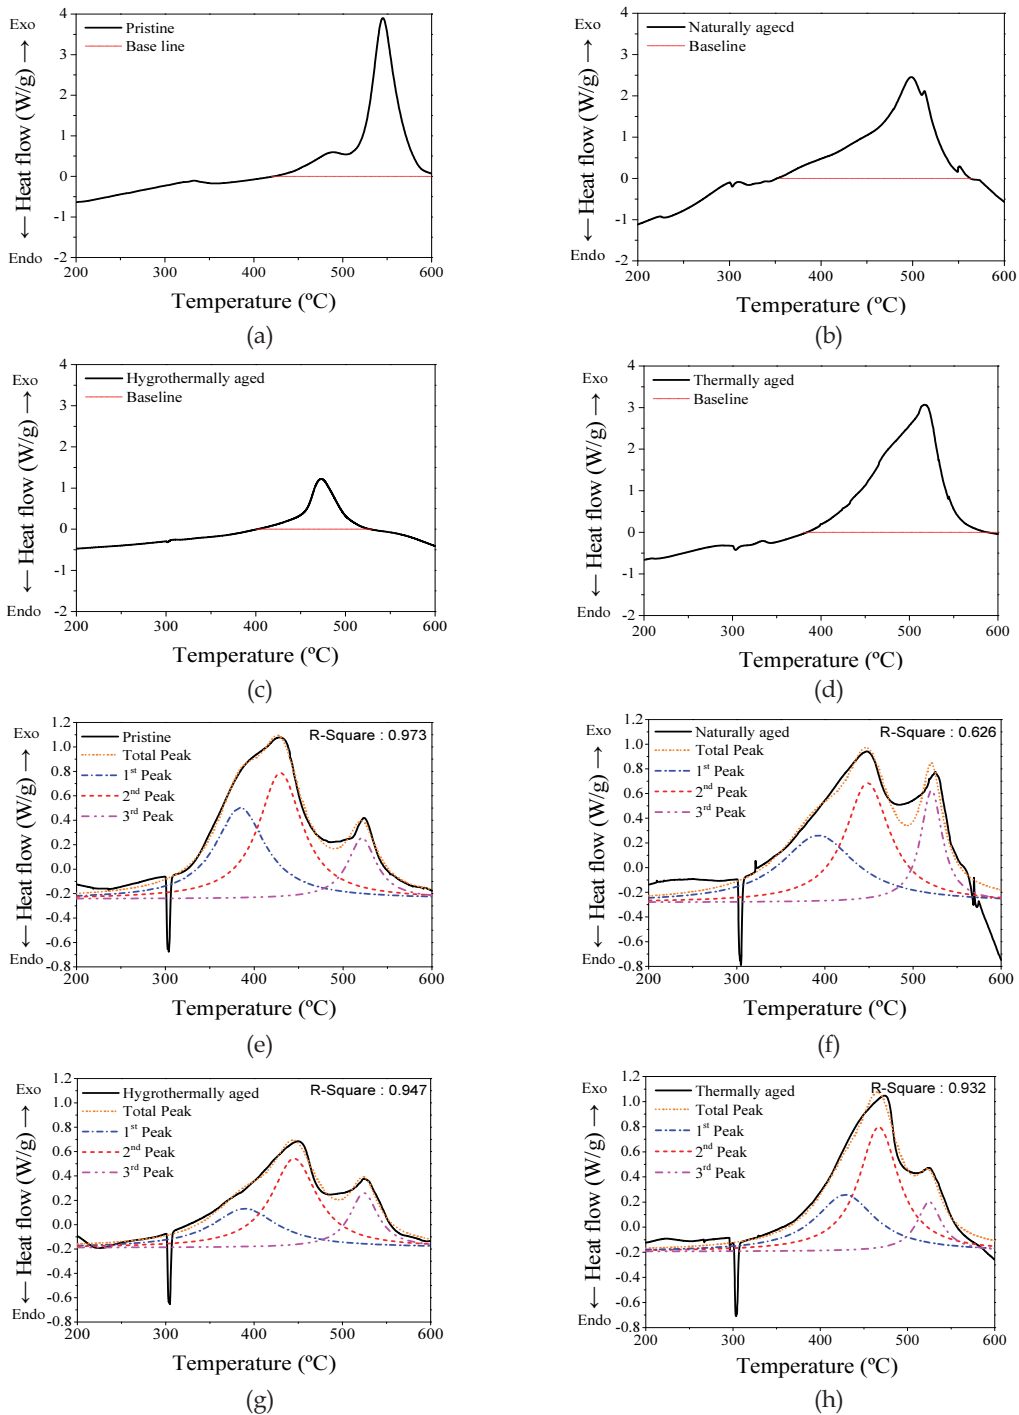 Exo
← Heat flow (W/g) →
Endo
4
3
2
1
0
-1
-2
Pristine
Base line
200
300
400
500
600
Temperature (ºC)
(a)
Exo
← Heat flow (W/g) →
Endo
4
3
2
1
0
-1
-2
Naturally agecd
Baseline
200
300
400
500
600
Temperature (ºC)
(b)
Exo
← Heat flow (W/g) →
Endo
4
3
2
1
0
-1
-2
Hygrothermally aged
Baseline
200
300
400
500
600
Temperature (ºC)
(c)
Exo
← Heat flow (W/g) →
Endo
4
3
2
1
0
-1
-2
Thermally aged
Baseline
200
300
400
500
600
Temperature (ºC)
(d)
Exo
← Heat flow (W/g) →
Endo
1.2
1.0
0.8
0.6
0.4
0.2
0.0
-0.2
-0.4
-0.6
-0.8
Pristine
Total Peak
1st Peak
2nd Peak
3rd Peak
R-Square : 0.973
200
300
400
500
600
Temperature (ºC)
(e)
Exo
← Heat flow (W/g) →
Endo
1.2
1.0
0.8
0.6
0.4
0.2
0.0
-0.2
-0.4
-0.6
-0.8
Naturally aged
Total Peak
1st Peak
2nd Peak
3rd Peak
R-Square : 0.626
200
300
400
500
600
Temperature (ºC)
(f)
Exo
← Heat flow (W/g) →
Endo
1.2
1.0
0.8
0.6
0.4
0.2
0.0
-0.2
-0.4
-0.6
-0.8
Hygrothermally aged
Total Peak
1st Peak
2nd Peak
3rd Peak
R-Square : 0.947
200
300
400
500
600
Temperature (ºC)
(g)
Exo
← Heat flow (W/g) →
Endo
1.2
1.0
0.8
0.6
0.4
0.2
0.0
-0.2
-0.4
-0.6
-0.8
Thermally aged
Total Peak
1st Peak
2nd Peak
3rd Peak
R-Square : 0.932
200
300
400
500
600
Temperature (ºC)
(h)